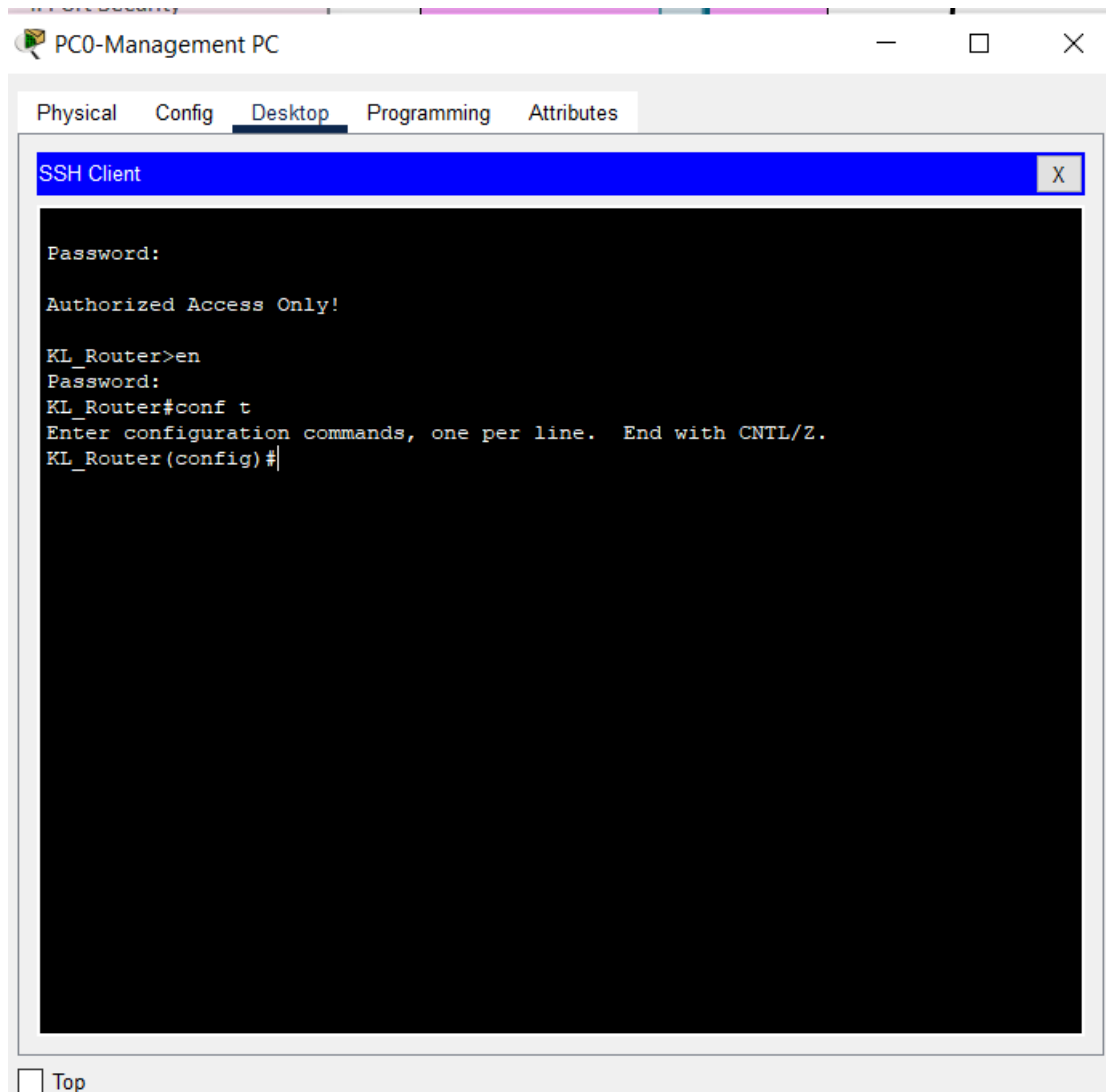 PC0-Management PC
Physical Config Desktop Programming Attributes
SSH Client
X
Password:
Authorized Access Only!
KL_Router>en
Password:
KL_Router#conf t
Enter configuration commands, one per line.  End with CNTL/Z.
KL_Router(config)#
Top